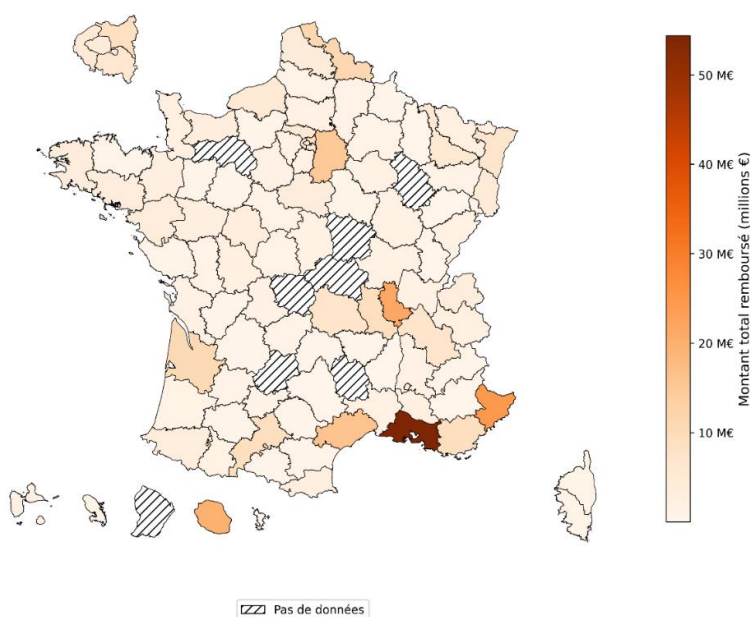 50 M€
40 M€
30 M€
20 M€
10 M€
Montant total remboursé (millions €)
Pas de données